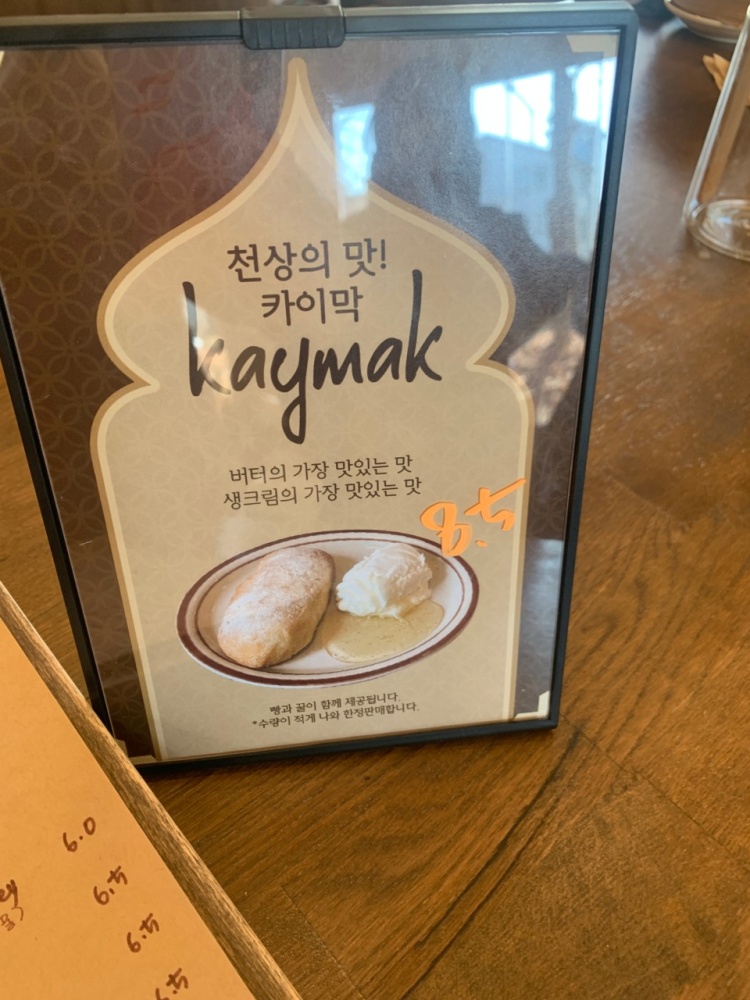 천상의 맛!
카이막
kaymak
버터의 가장 맛있는 맛
생크림의 가장 맛있는 맛
8.5
빵과 꿀이 함께 제공됩니다.
*수량이 적게 나와 한정판매합니다.
6.0
6.5
6.5
6.5